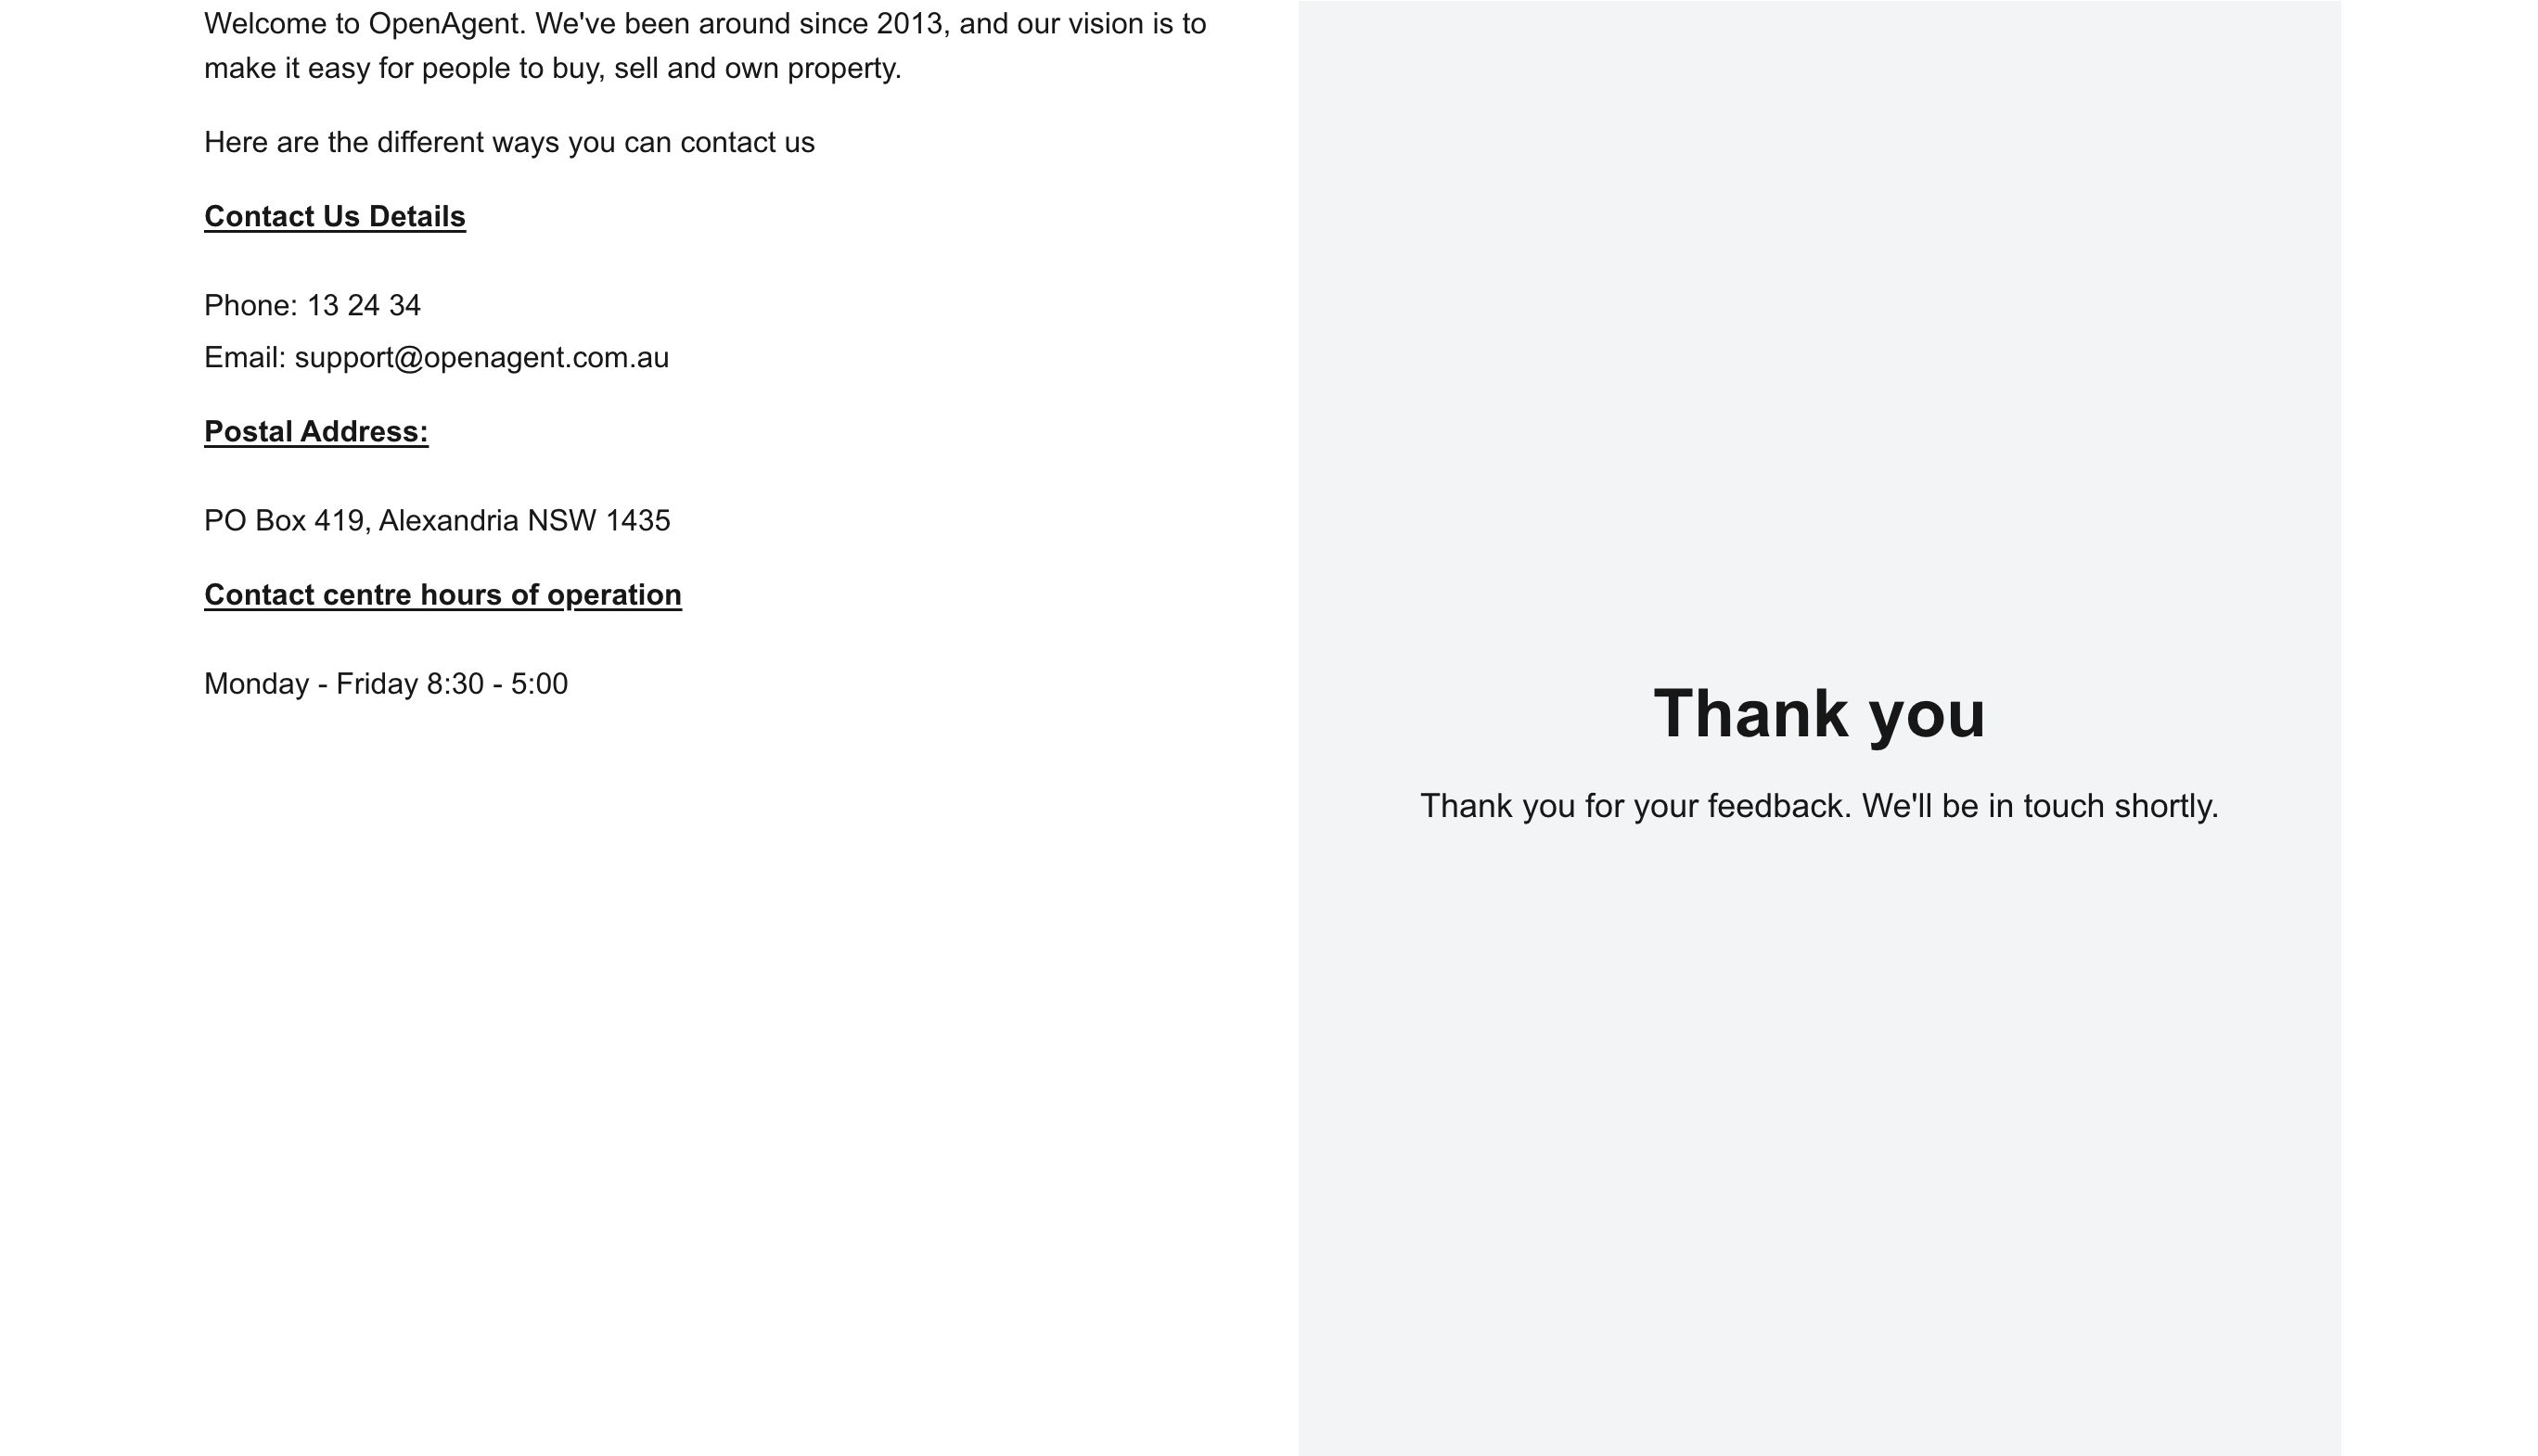 Welcome to OpenAgent. We've been around since 2013, and our vision is to
make it easy for people to buy, sell and own property.
Here are the different ways you can contact us
Contact Us Details
Phone: 13 24 34
Email: support@openagent.com.au
Postal Address:
PO Box 419, Alexandria NSW 1435
Contact centre hours of operation
Monday - Friday 8:30 - 5:00
Thank you
Thank you for your feedback. We'll be in touch shortly.